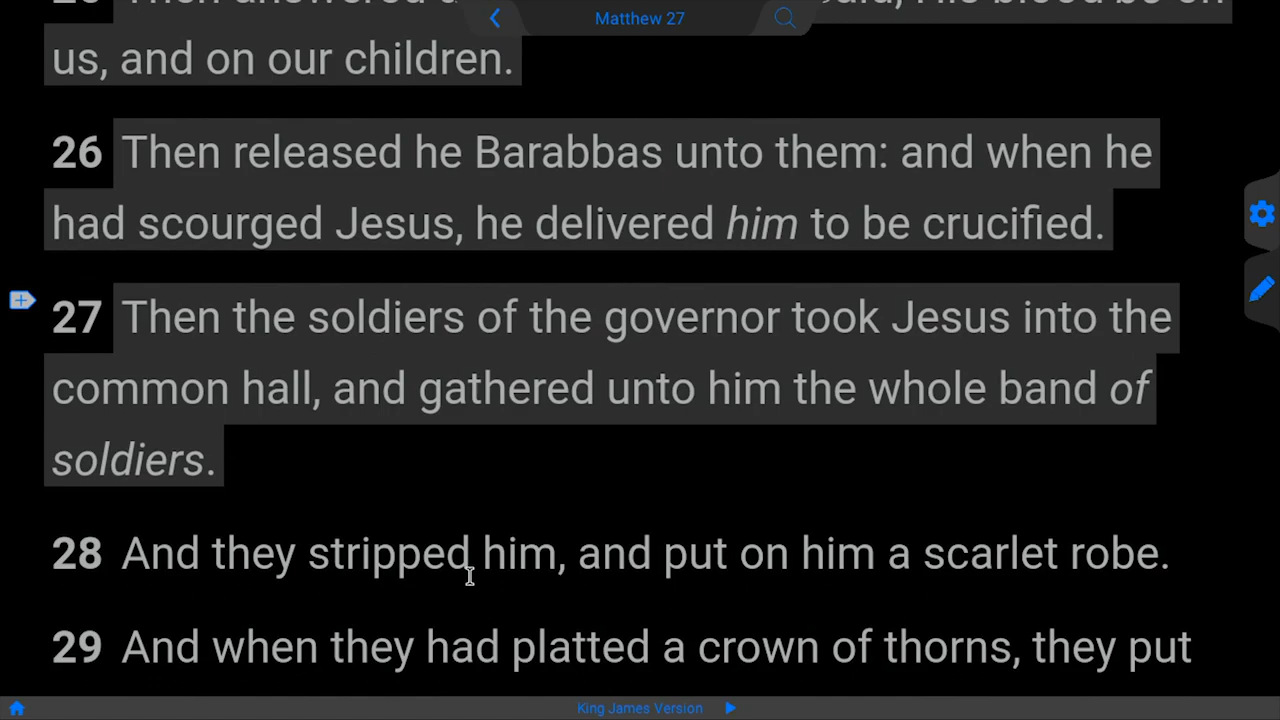 Matthew 27
us, and on our children.
26 Then released he Barabbas unto them: and when he
had scourged Jesus, he delivered him to be crucified.
27 Then the soldiers of the governor took Jesus into the
common hall, and gathered unto him the whole band of
soldiers.
28 And they stripped him, and put on him a scarlet robe.
29 And when they had platted a crown of thorns, they put
King James Version